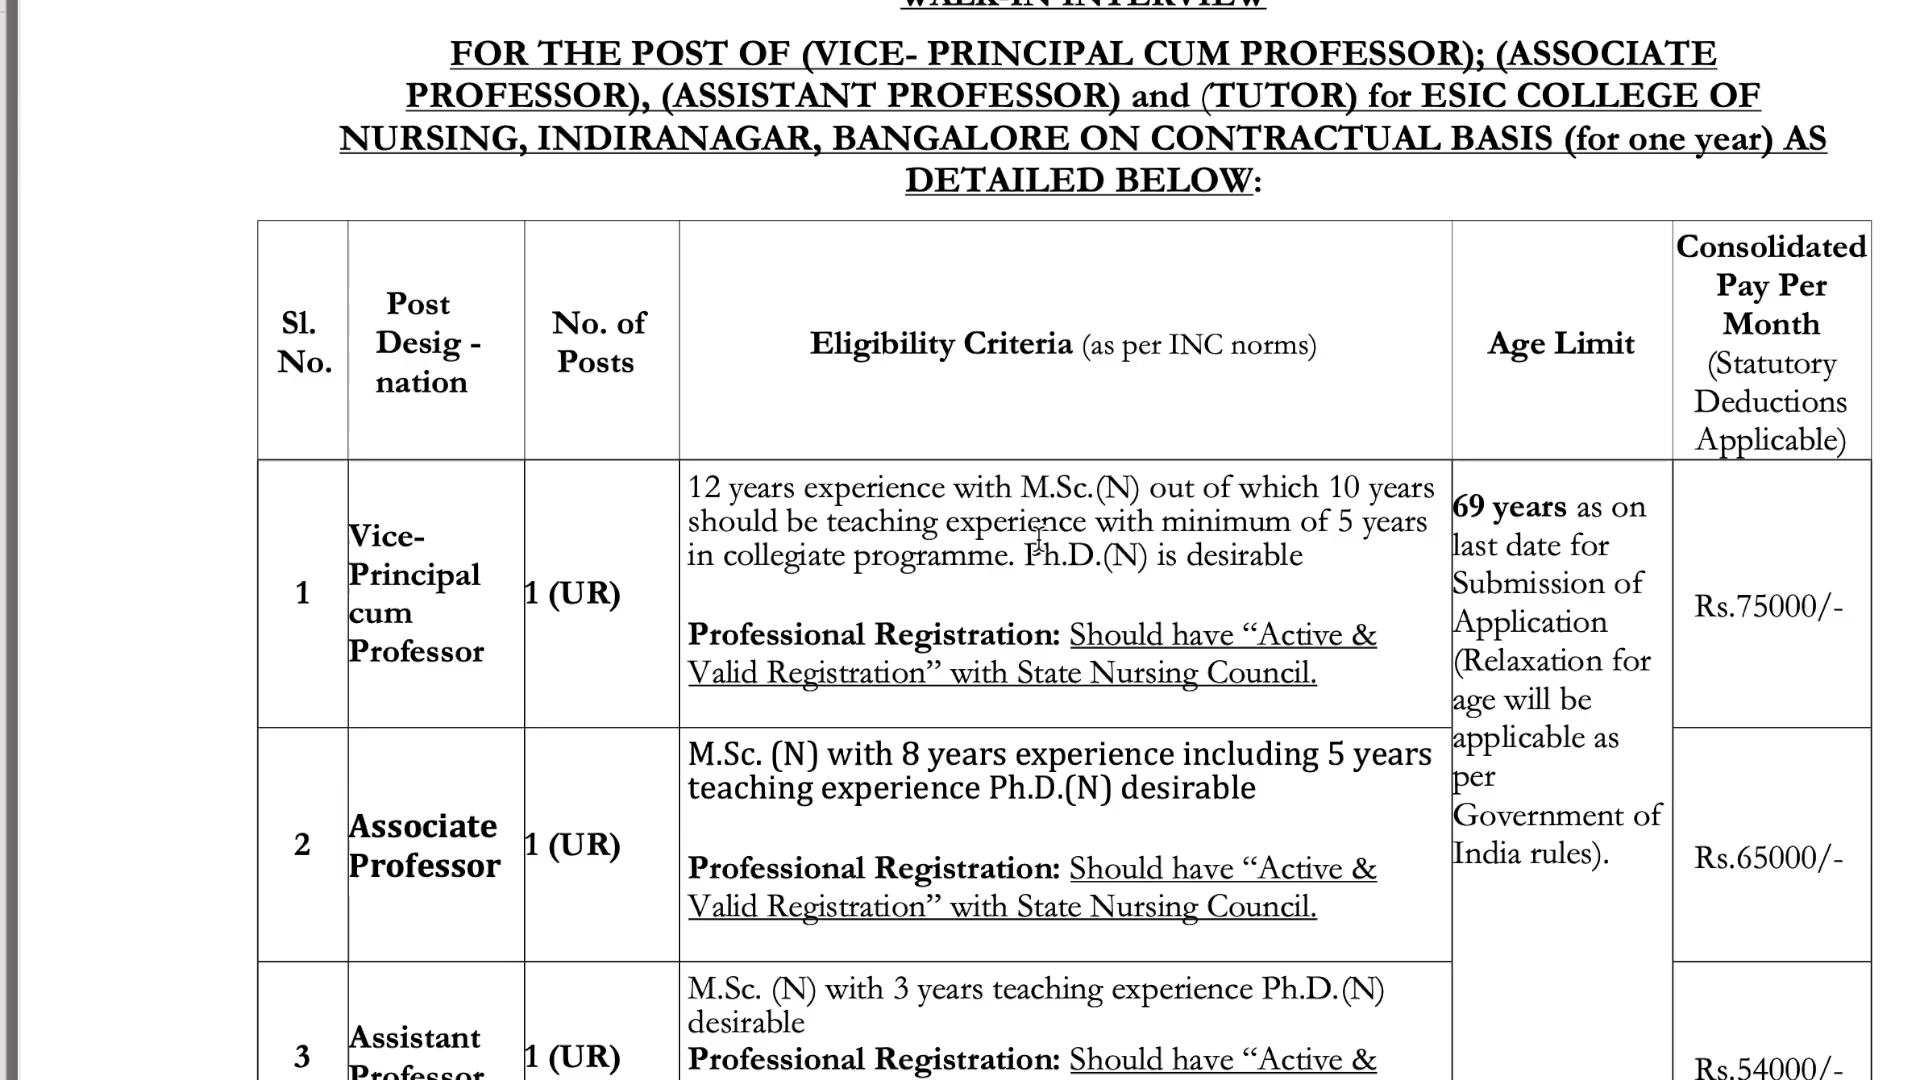 WALK-IN INTERVIEW
FOR THE POST OF (VICE- PRINCIPAL CUM PROFESSOR); (ASSOCIATE
PROFESSOR), (ASSISTANT PROFESSOR) and (TUTOR) for ESIC COLLEGE OF
NURSING, INDIRANAGAR, BANGALORE ON CONTRACTUAL BASIS (for one year) AS
DETAILED BELOW:
Sl.
No.
Post
Desig -
nation
No. of
Posts
Eligibility Criteria (as per INC norms)
Age Limit
Consolidated
Pay Per
Month
(Statutory
Deductions
Applicable)
1
Vice-
Principal
cum
Professor
1 (UR)
12 years experience with M.Sc.(N) out of which 10 years
should be teaching experience with minimum of 5 years
in collegiate programme. Ph.D.(N) is desirable
Professional Registration: Should have “Active &
Valid Registration” with State Nursing Council.
69 years as on
last date for
Submission of
Application
(Relaxation for
age will be
applicable as
per
Government of
India rules).
Rs.75000/-
2
Associate
Professor
1 (UR)
M.Sc. (N) with 8 years experience including 5 years
teaching experience Ph.D.(N) desirable
Professional Registration: Should have “Active &
Valid Registration” with State Nursing Council.
Rs.65000/-
3
Assistant
Professor
1 (UR)
M.Sc. (N) with 3 years teaching experience Ph.D.(N)
desirable
Professional Registration: Should have “Active &
Rs.54000/-